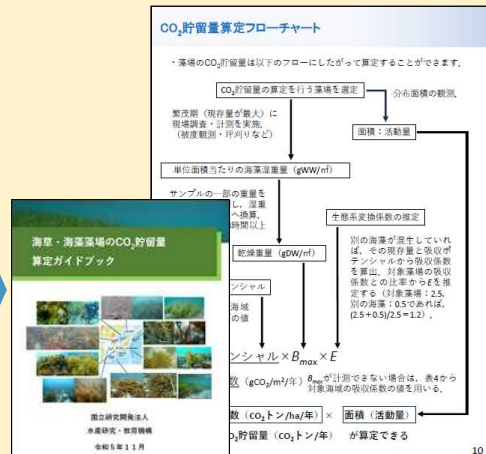 CO₂貯留量算定フローチャート
・藻場のCO₂貯留量は以下のフローにしたがって算定することができます。
CO₂貯留量の算定を行う藻場を選定
分布面積の観測。
繁茂期（現存量が最大）に
現場調査・計測を実施。
（被度観測・坪刈りなど）
面積：活動量
単位面積当たりの海藻湿重量（gWW/㎡）
サンプルの一部の重量を
し、湿重
へ換算。
時間以上
生態系変換係数の推定
乾燥重量（gDW/㎡）
別の海藻が混生していれ
ば、その現存量と吸収ポ
テンシャルから吸収係数
を算出。対象藻場の吸収
係数との比率からEを推
定する（対象藻場：2.5,
別の海藻：0.5であれば,
(2.5＋0.5)/2.5＝1.2）.
ンシャル
海域
の値
ンシャル×Bmax×E
数（gCO₂/m²/年）
Bmaxが計測できない場合は、表4から
対象海域の吸収係数の値を用いる。
数（CO₂トン/ha/年） × 面積（活動量）
O₂貯留量（CO₂トン/年） が算定できる
10
海草・海藻藻場のCO₂貯留量
算定ガイドブック
国立研究開発法人
水産研究・教育機構
令和5年11月